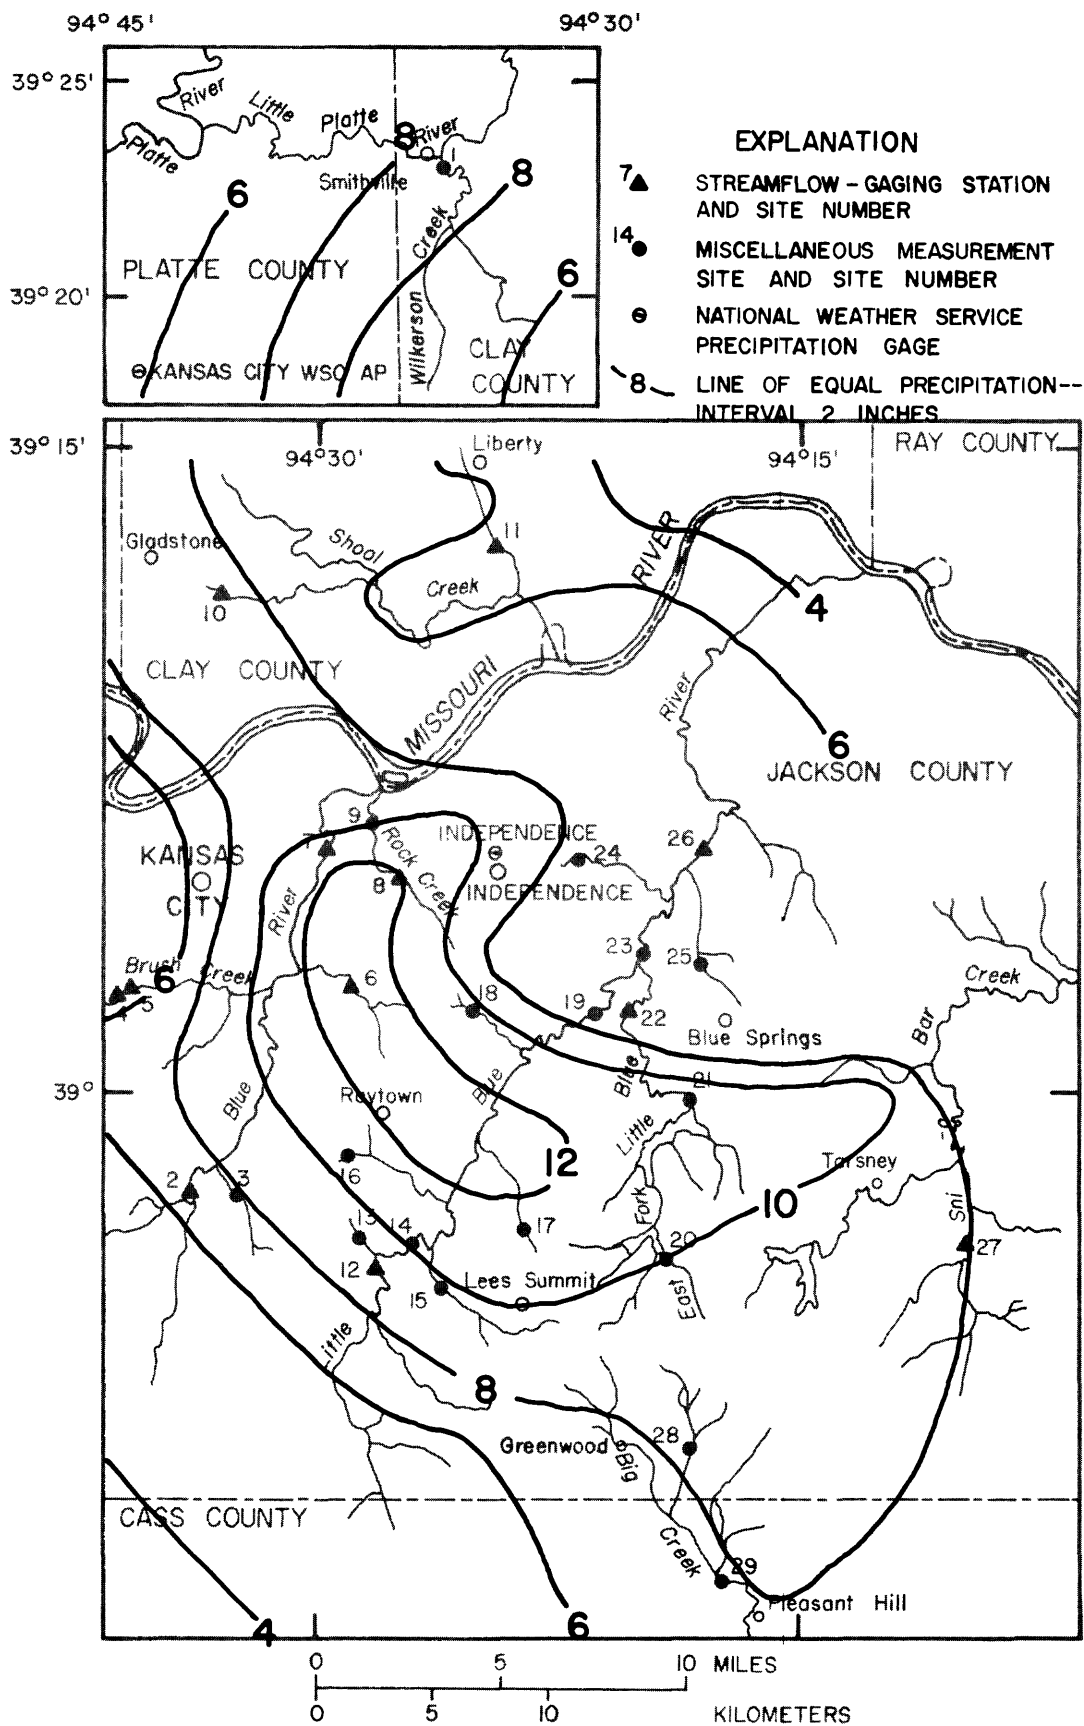 94° 45'
94° 30'
39° 25'
River
Little
Platte
River
Platte
8
1
Smithville
8
6
Creek
PLATTE COUNTY
6
39° 20'
Wilkerson
CLAY
COUNTY
KANSAS CITY WSO AP
EXPLANATION
7
STREAMFLOW - GAGING STATION
AND SITE NUMBER
14
MISCELLANEOUS MEASUREMENT
SITE AND SITE NUMBER
NATIONAL WEATHER SERVICE
PRECIPITATION GAGE
8
LINE OF EQUAL PRECIPITATION--
INTERVAL 2 INCHES
39° 15'
94° 30'
Liberty
94° 15'
RAY COUNTY
Gladstone
Shoal
11
RIVER
Creek
10
4
CLAY COUNTY
MISSOURI
River
6
JACKSON COUNTY
9
Rock Creek
INDEPENDENCE
7
24
26
KANSAS
CITY
8
INDEPENDENCE
River
23
25
Brush Creek
6
6
4
5
18
19
22
Creek
Bar
Blue Springs
39°
Blue
Raytown
Blue
Blue
21
Little
12
Tarsney
16
2
3
10
Fork
Sni
13
14
17
20
27
12
15
Lees Summit
East
Little
8
Greenwood
28
Big
CASS COUNTY
Creek
29
Pleasant Hill
4
6
0 5 10 MILES
0 5 10 KILOMETERS